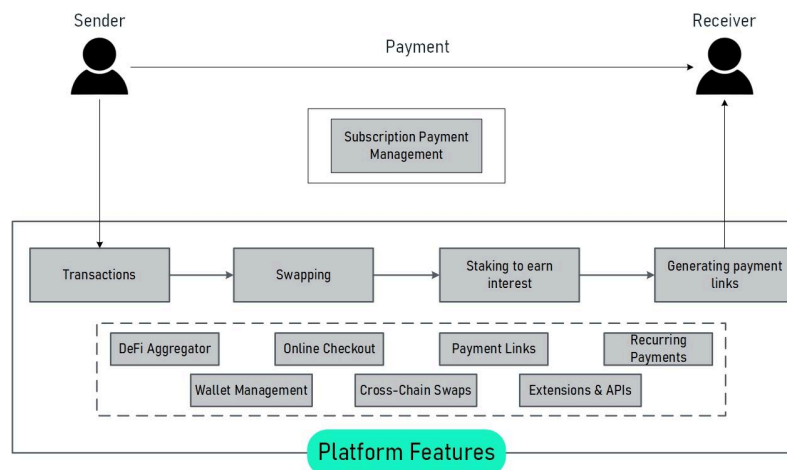 Sender
Receiver
Payment
Subscription Payment
Management
Transactions
Swapping
Staking to earn
interest
Generating payment
links
DeFi Aggregator
Online Checkout
Payment Links
Recurring
Payments
Wallet Management
Cross-Chain Swaps
Extensions & APIs
Platform Features